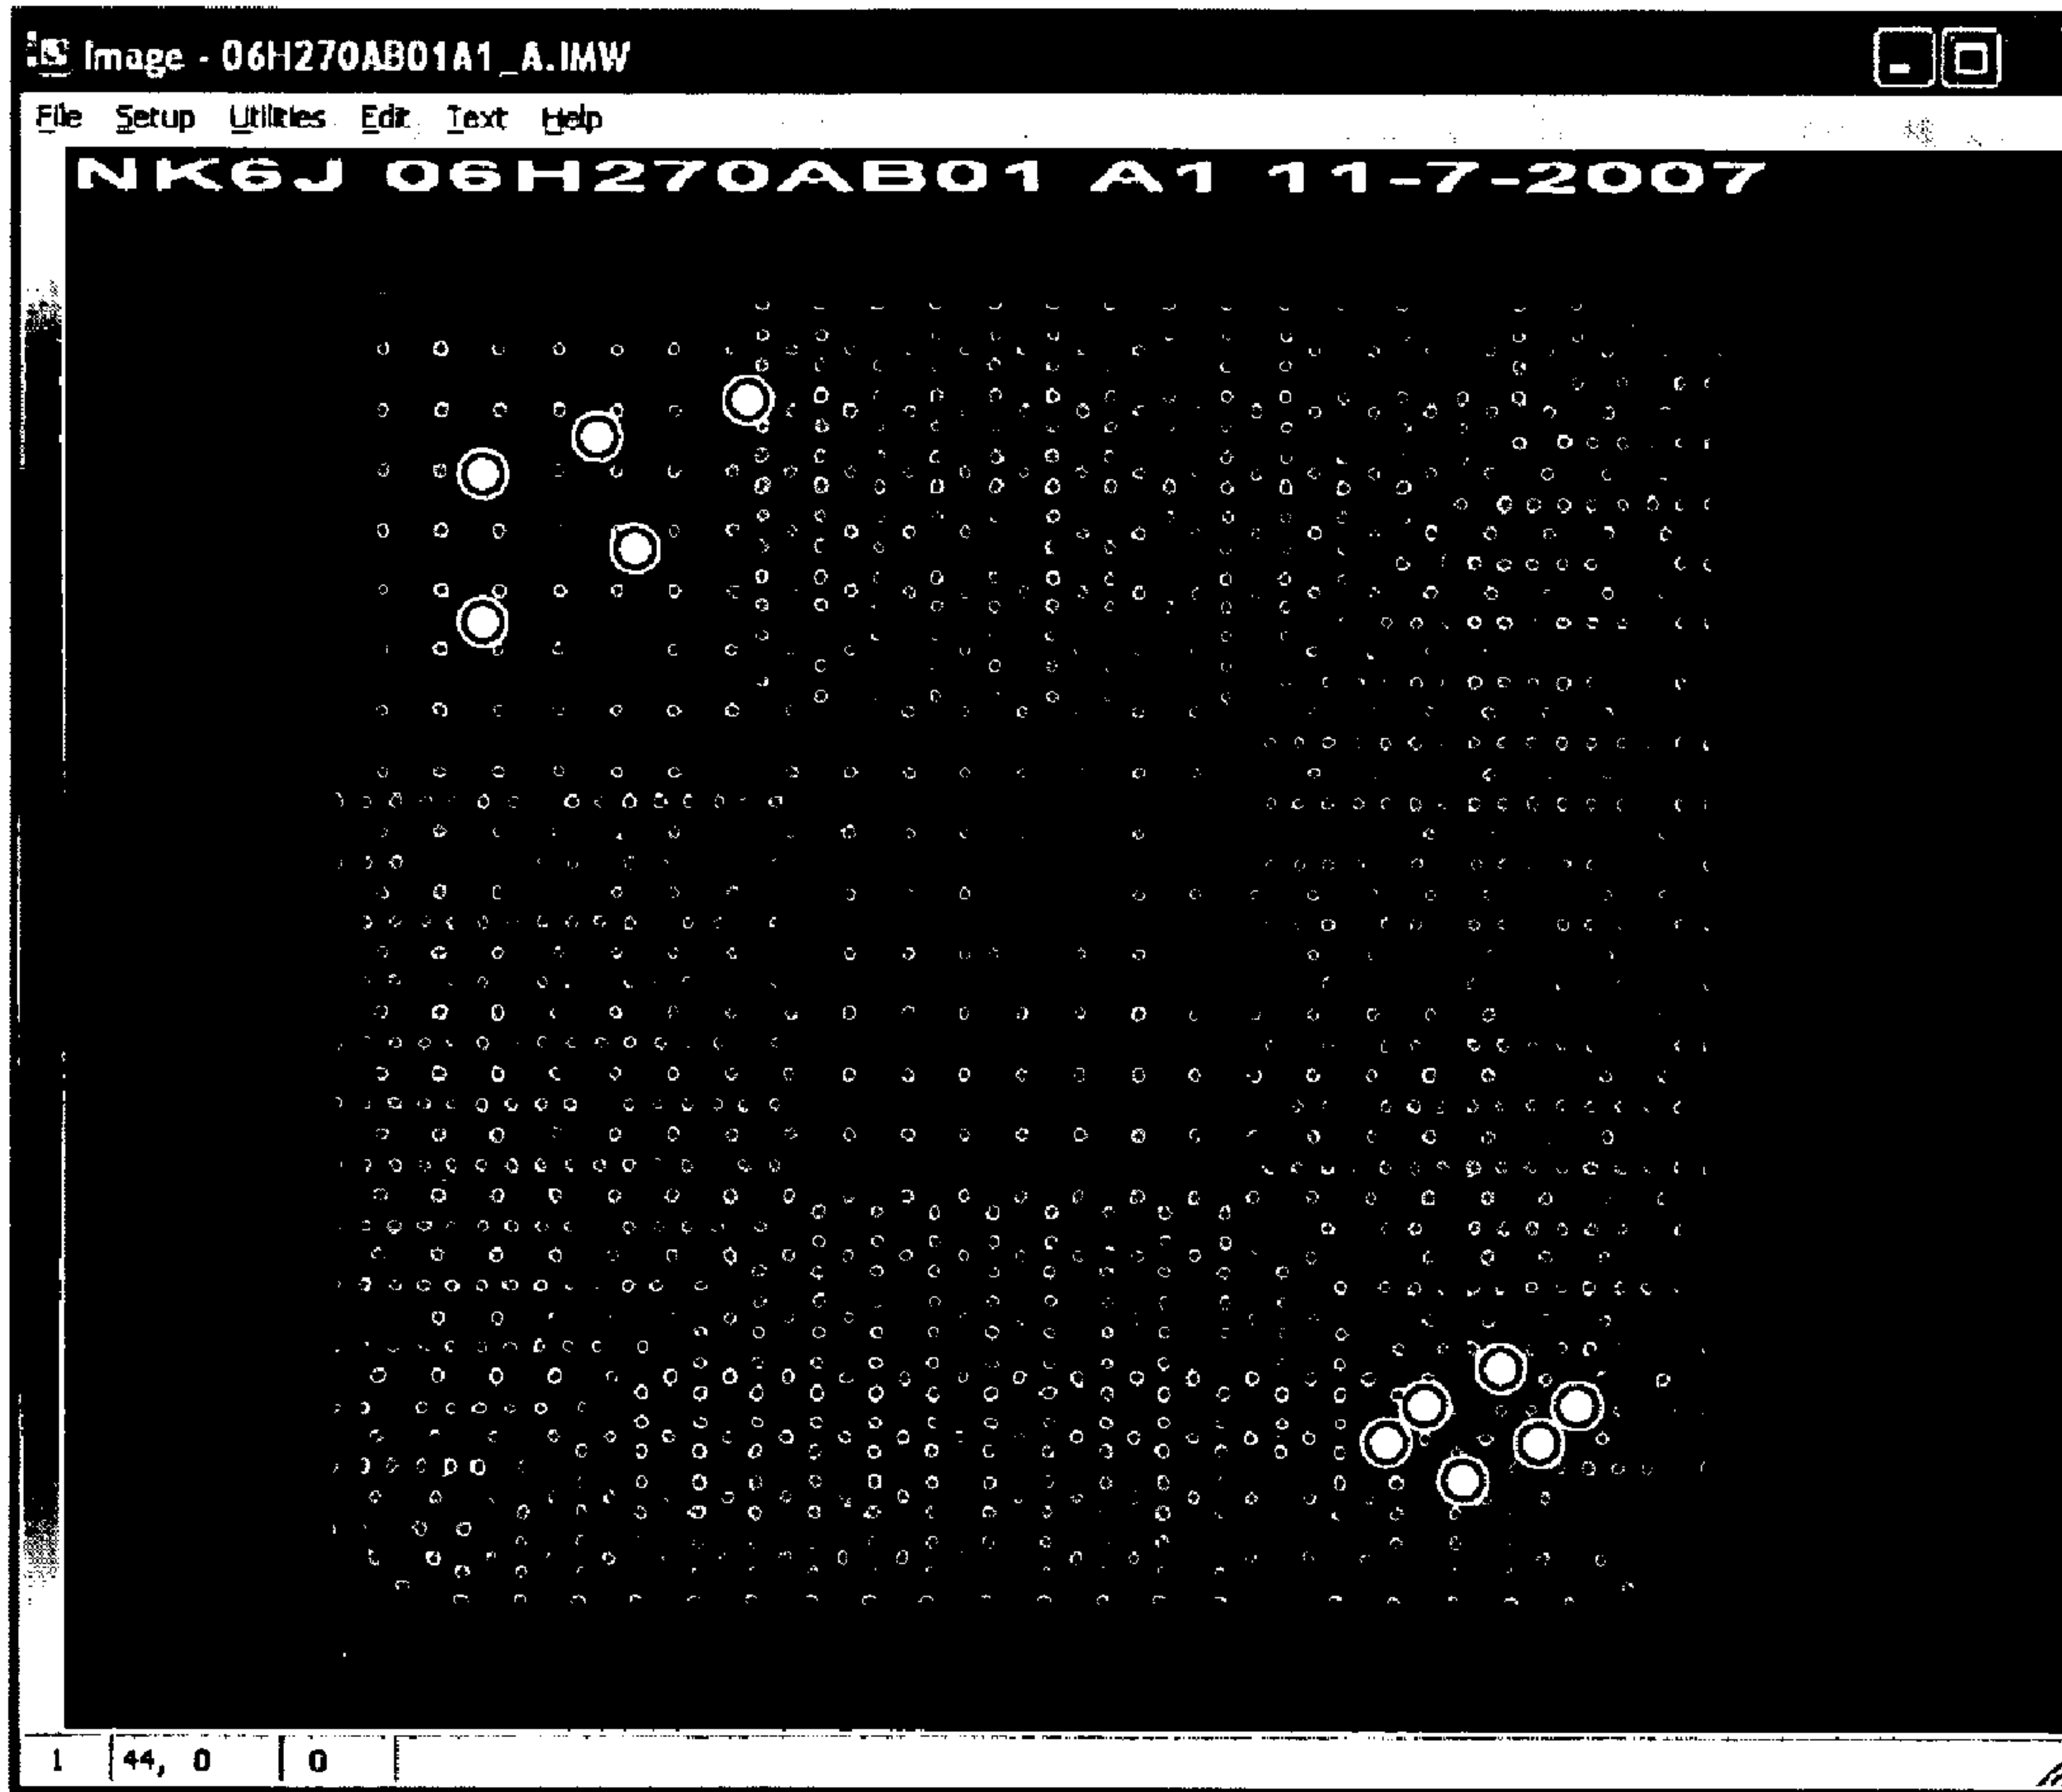 Image - 06H270AB01A1_A.IMW
File Setup Utilities Edit Text Help
NK6J 06H270AB01 A1 11-7-2007
1 44, 0 0